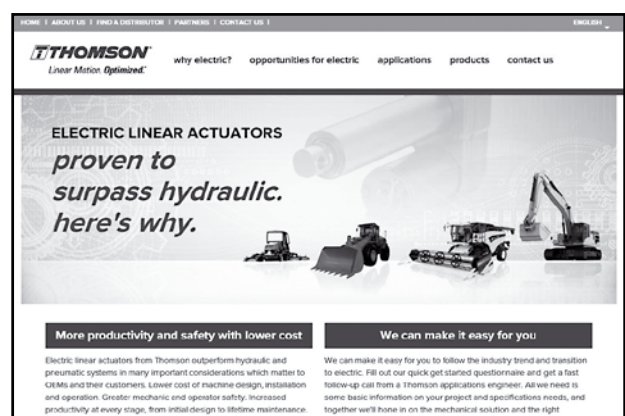 HOME | ABOUT US | FIND A DISTRIBUTOR | PARTNERS | CONTACT US |
ENGLISH
THOMSON
Linear Motion. Optimized.™
why electric? opportunities for electric applications products contact us
ELECTRIC LINEAR ACTUATORS
proven to
surpass hydraulic.
here's why.
More productivity and safety with lower cost
Electric linear actuators from Thomson outperform hydraulic and
pneumatic systems in many important considerations which matter to
OEMs and their customers. Lower cost of machine design, installation
and operation. Greater mechanic and operator safety. Increased
productivity at every stage, from initial design to lifetime maintenance.
We can make it easy for you
We can make it easy for you to follow the industry trend and transition
to electric. Fill out our quick get started questionnaire and get a fast
follow-up call from a Thomson applications engineer. All we need is
some basic information on your project and specifications needs, and
together we'll hone in on the mechanical solution and the right